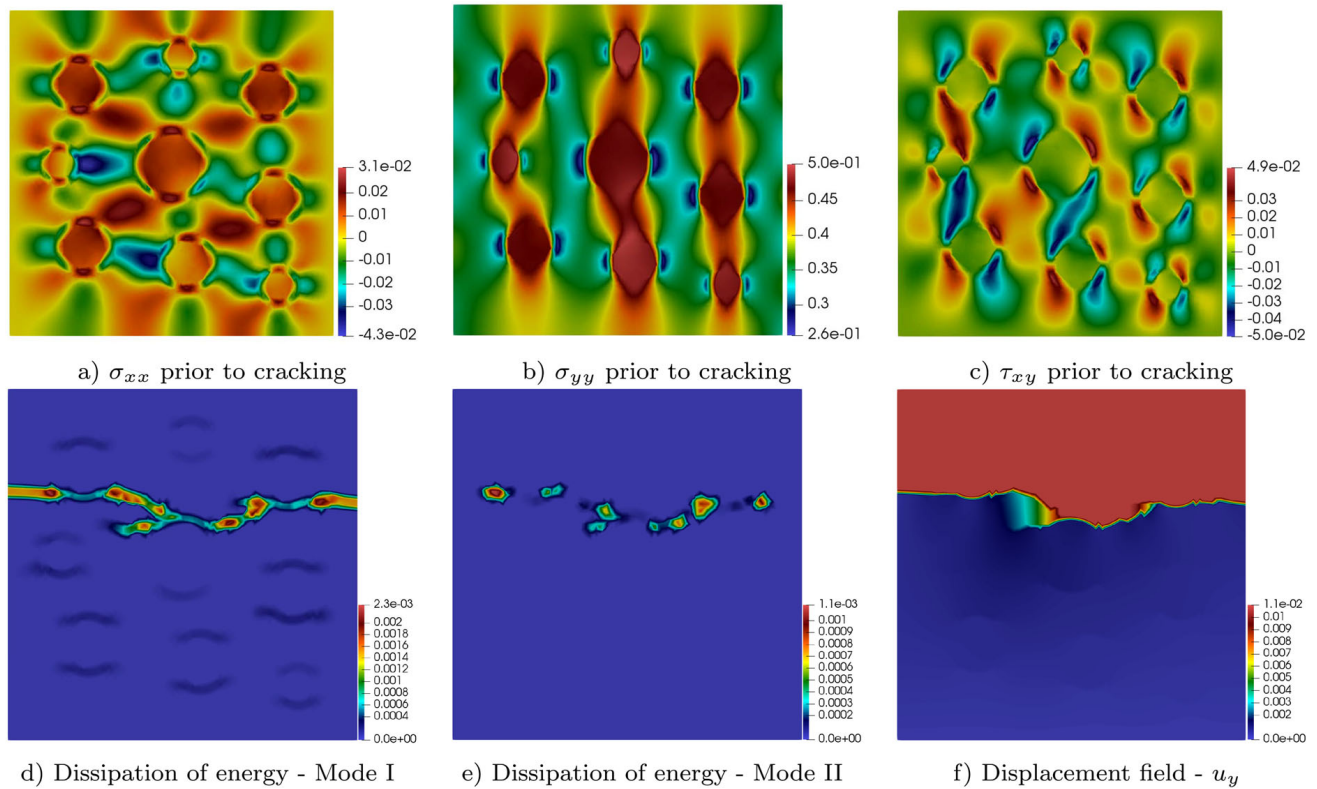 3.1e-02
0.02
0.01
0
-0.01
-0.02
-0.03
-4.3e-02
5.0e-01
0.45
0.4
0.35
0.3
2.6e-01
4.9e-02
0.03
0.03
0.02
0.01
0
-0.01
-0.01
-0.02
-0.03
-0.04
-5.0e-02
a) σxx prior to cracking
b) σyy prior to cracking
c) τxy prior to cracking
2.3e-03
0.002
0.0018
0.0016
0.0014
0.0012
0.001
0.0008
0.0006
0.0004
0.0e+00
1.1e-03
0.001
0.0009
0.0008
0.0007
0.0006
0.0005
0.0004
0.0003
0.0002
0.0e+00
1.1e-02
0.01
0.009
0.008
0.007
0.006
0.005
0.004
0.003
0.002
0.0e+00
d) Dissipation of energy - Mode I
e) Dissipation of energy - Mode II
f) Displacement field - uy